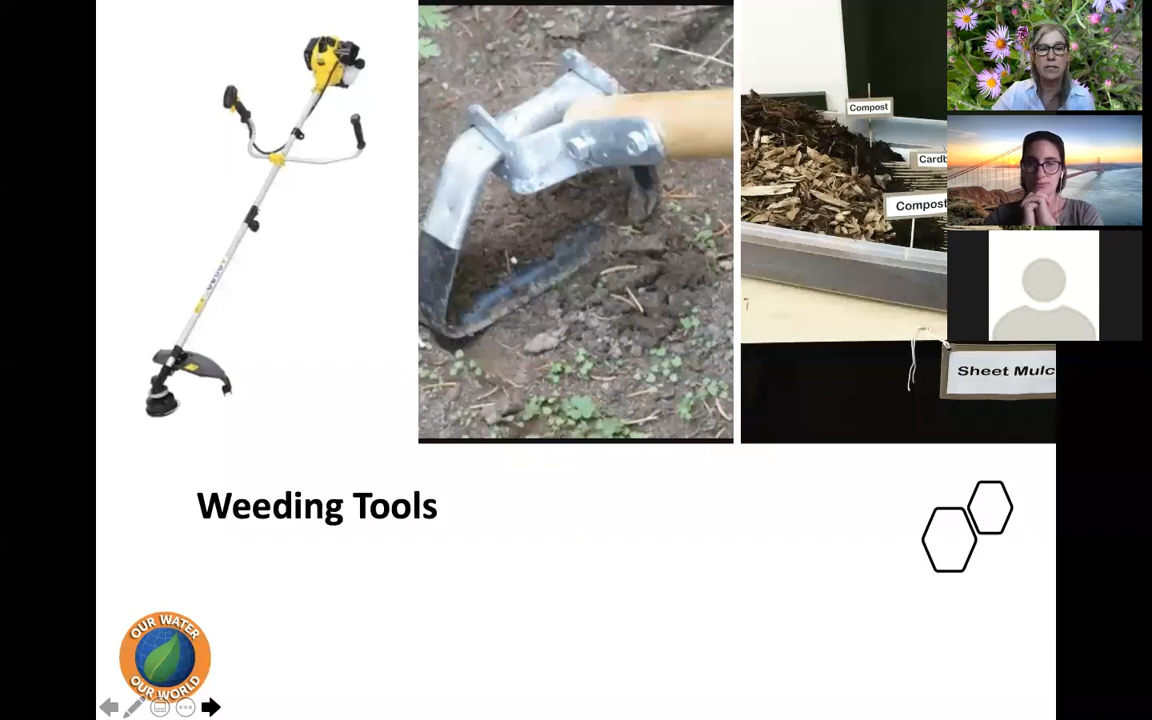 Compost
Cardb
Compost
Sheet Mulc
Weeding Tools
OUR WATER
OUR WORLD